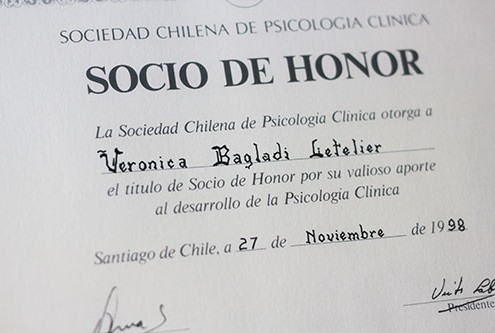 SOCIEDAD CHILENA DE PSICOLOGIA CLINICA
SOCIO DE HONOR
La Sociedad Chilena de Psicología Clínica otorga a
Veronica Bagladi Letelier
el título de Socio de Honor por su valioso aporte
al desarrollo de la Psicología Clínica
Santiago de Chile, a 27 de Noviembre de 1998
Presidente